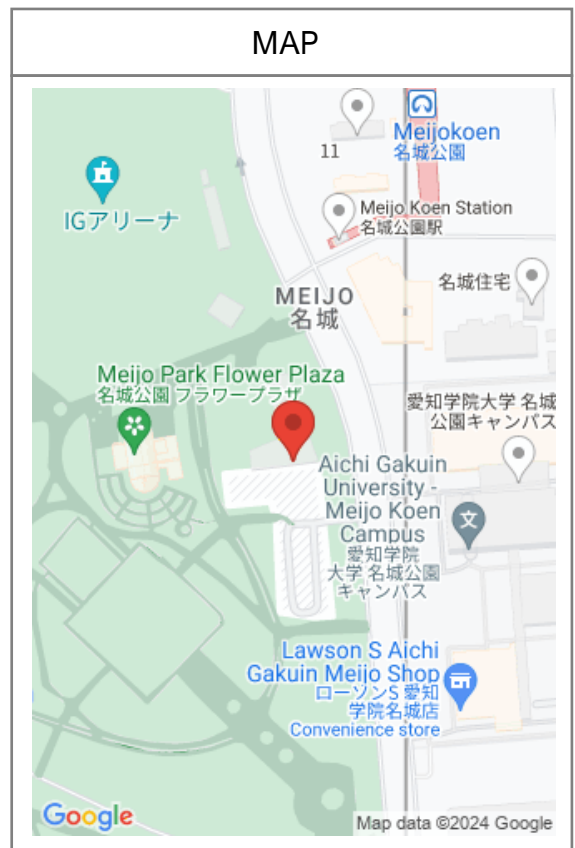 MAP
Meijokoen
名城公園
11
IGアリーナ
Meijo Koen Station
名城公園駅
名城住宅
MEIJO
名城
Meijo Park Flower Plaza
名城公園 フラワープラザ
愛知学院大学 名城
公園キャンパス
Aichi Gakuin
University -
Meijo Koen
Campus
愛知学院
大学 名城公園
キャンパス
文
Lawson S Aichi
Gakuin Meijo Shop
ローソンS 愛知
学院名城店
Convenience store
Google
Map data ©2024 Google